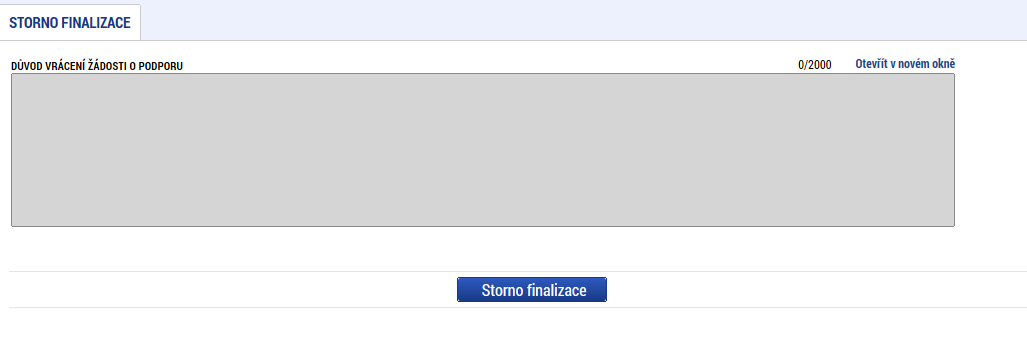 STORNO FINALIZACE
DŮVOD VRÁCENÍ ŽÁDOSTI O PODPORU 0/2000 Otevřít v novém okně
Storno finalizace